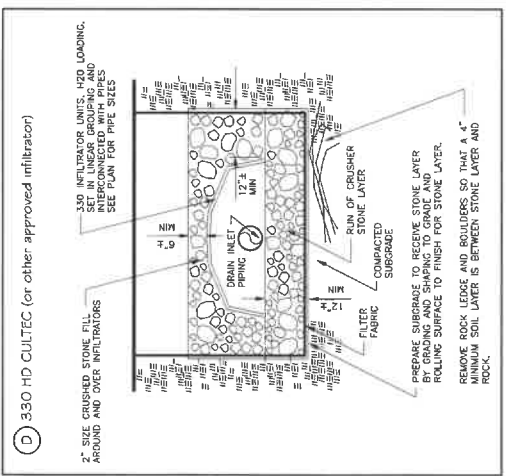 D 330 HD CULTEC (or other approved infiltrator)
2" SIZE CRUSHED STONE FILL
AROUND AND OVER INFILTRATORS
330 INFILTRATOR UNITS, H20 LOADING,
SET IN LINEAR GROUPING AND
INTERCONNECTED WITH PIPES
SEE PLAN FOR PIPE SIZES
6"±
MIN
DRAIN INLET
PIPING
12"±
MIN
12"±
MIN
FILTER
FABRIC
RUN OF CRUSHER
STONE LAYER
COMPACTED
SUBGRADE
PREPARE SUBGRADE TO RECEIVE STONE LAYER
BY GRADING AND SHAPING TO GRADE AND
ROLLING SURFACE TO FINISH FOR STONE LAYER.
REMOVE ROCK LEDGE AND BOULDERS SO THAT A 4"
MINIMUM SOIL LAYER IS BETWEEN STONE LAYER AND
ROCK.